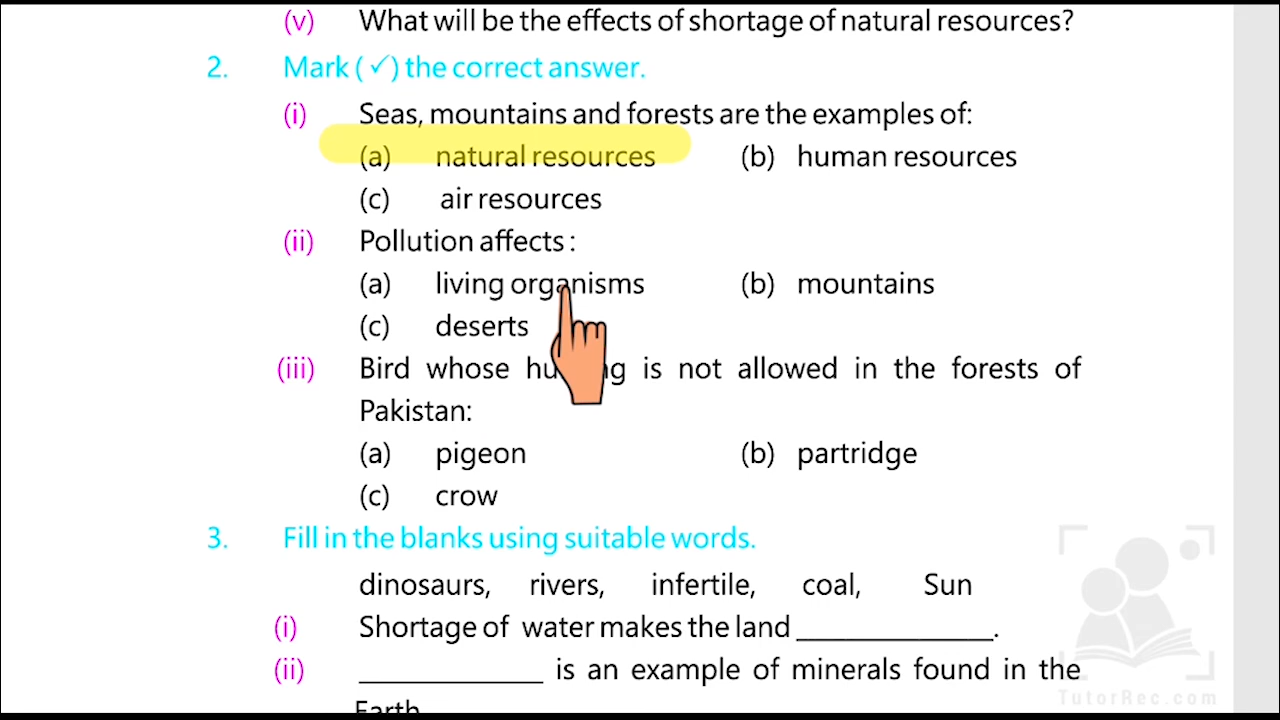 (v) What will be the effects of shortage of natural resources?
2. Mark (✓) the correct answer.
(i) Seas, mountains and forests are the examples of:
(a) natural resources (b) human resources
(c) air resources
(ii) Pollution affects :
(a) living organisms (b) mountains
(c) deserts
(iii) Bird whose hunting is not allowed in the forests of
Pakistan:
(a) pigeon (b) partridge
(c) crow
3. Fill in the blanks using suitable words.
dinosaurs, rivers, infertile, coal, Sun
(i) Shortage of water makes the land ______________.
(ii) _____________ is an example of minerals found in the
Earth
TutorRec.com